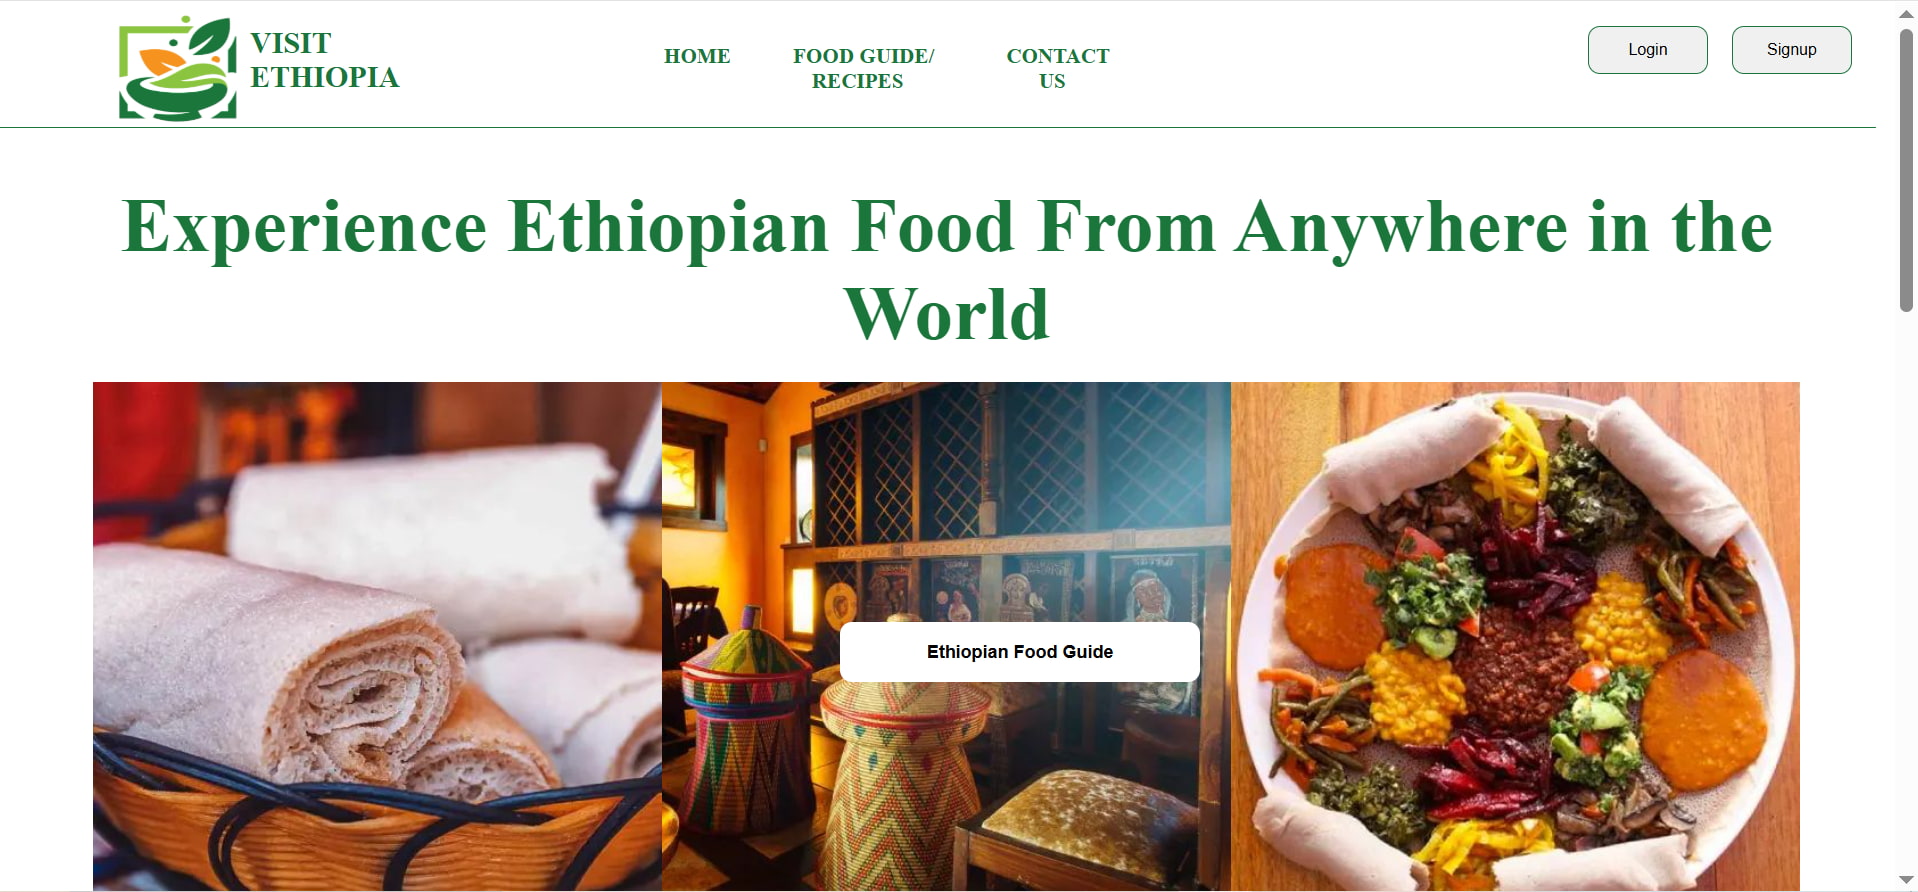 VISIT
ETHIOPIA
HOME
FOOD GUIDE/
RECIPES
CONTACT
US
Login
Signup
Experience Ethiopian Food From Anywhere in the
World
Ethiopian Food Guide